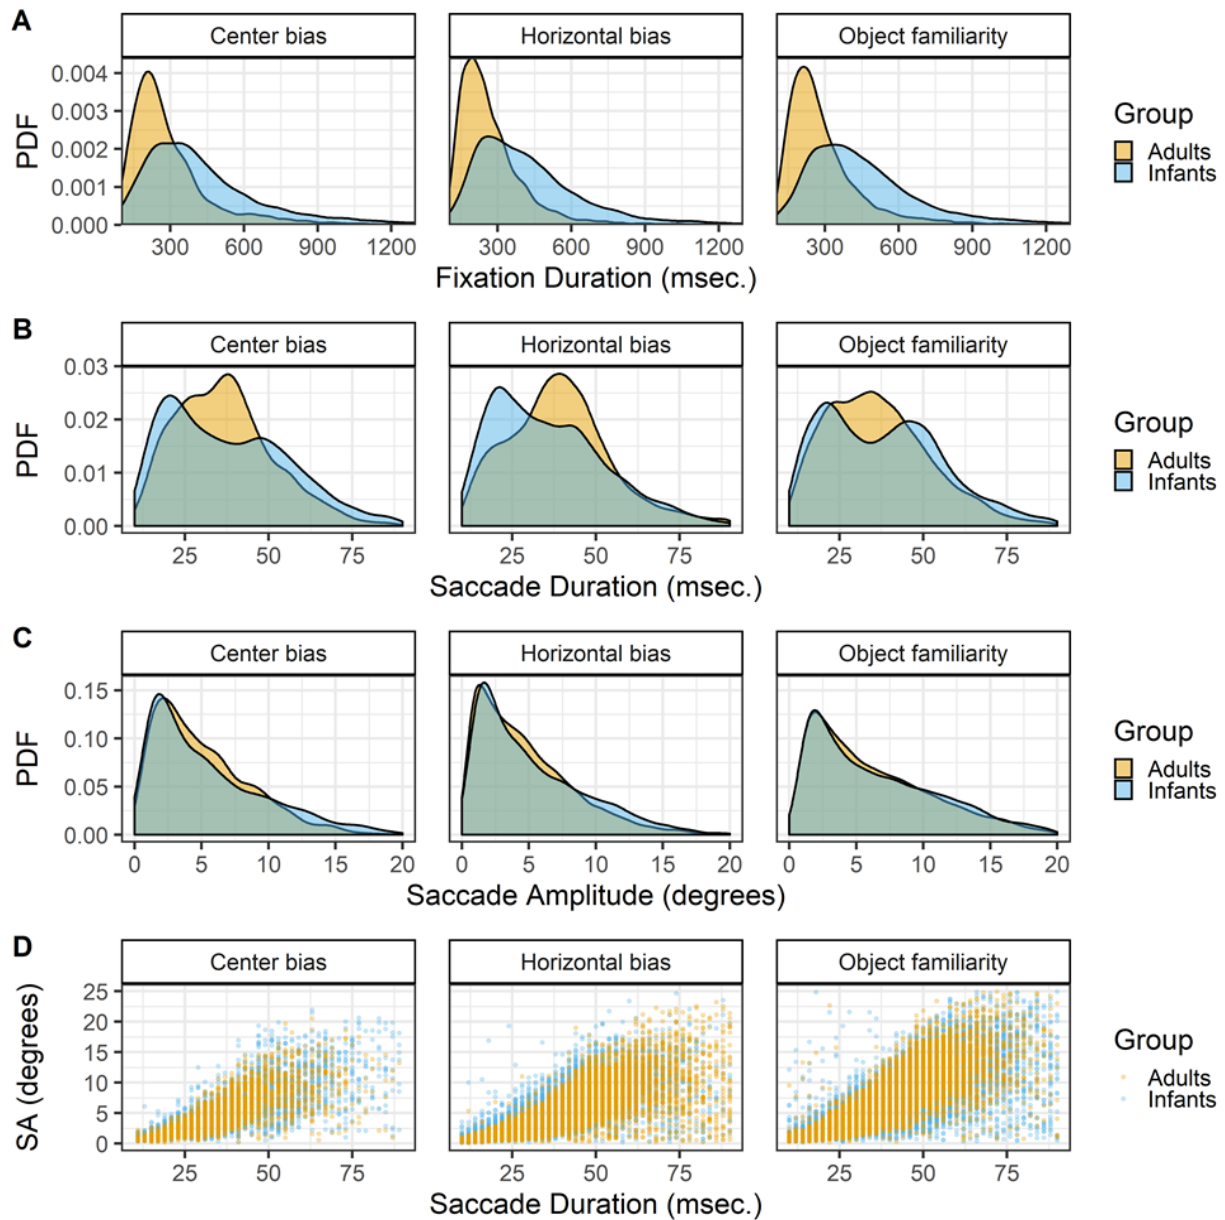 A
Center bias Horizontal bias Object familiarity
PDF
0.004
0.003
0.002
0.001
0.000
300 600 900 1200 300 600 900 1200 300 600 900 1200
Fixation Duration (msec.)
Group
Adults
Infants
B
Center bias Horizontal bias Object familiarity
PDF
0.03
0.02
0.01
0.00
25 50 75 25 50 75 25 50 75
Saccade Duration (msec.)
Group
Adults
Infants
C
Center bias Horizontal bias Object familiarity
PDF
0.15
0.10
0.05
0.00
0 5 10 15 20 0 5 10 15 20 0 5 10 15 20
Saccade Amplitude (degrees)
Group
Adults
Infants
D
Center bias Horizontal bias Object familiarity
SA (degrees)
25
20
15
10
5
0
25 50 75 25 50 75 25 50 75
Saccade Duration (msec.)
Group
Adults
Infants